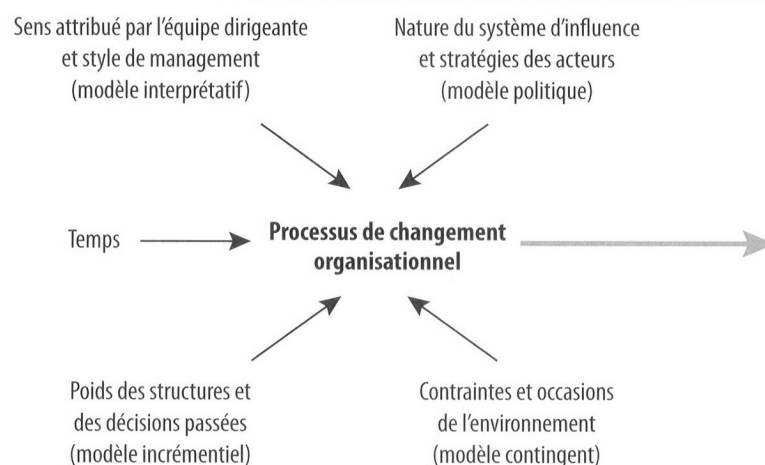 Sens attribué par l’équipe dirigeante
et style de management
(modèle interprétatif)
Nature du système d’influence
et stratégies des acteurs
(modèle politique)
Temps
Processus de changement
organisationnel
Poids des structures et
des décisions passées
(modèle incrémentiel)
Contraintes et occasions
de l’environnement
(modèle contingent)